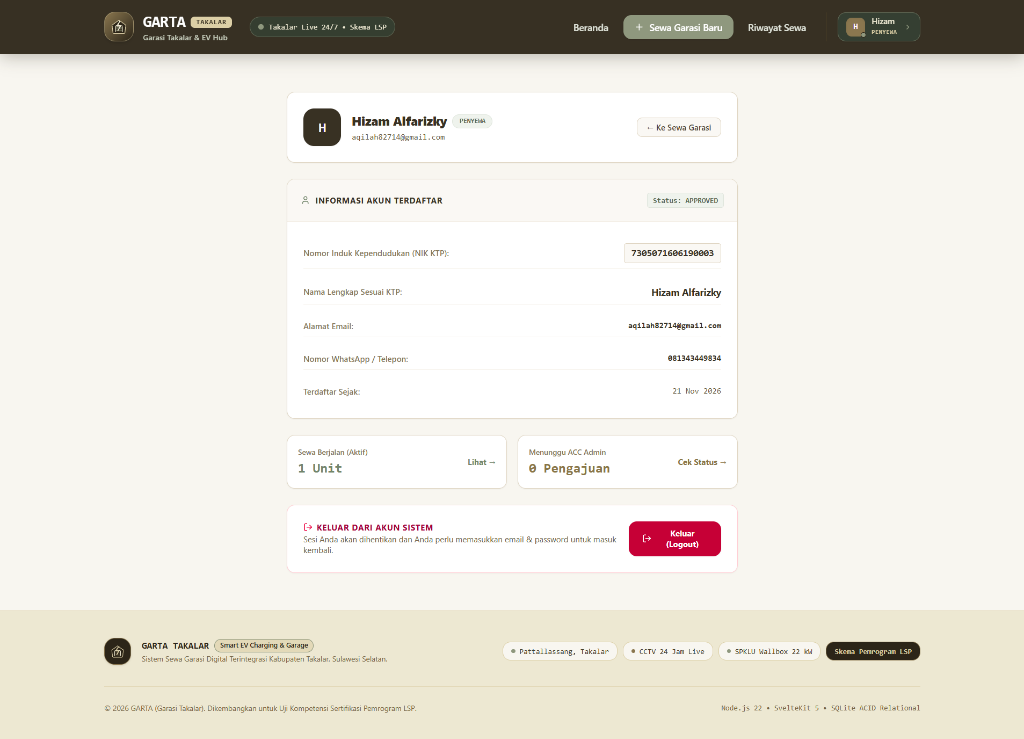 GARTA TAKALAR
Garasi Takalar & EV Hub
Takalar Live 24/7 • Skema LSP
Beranda
+ Sewa Garasi Baru
Riwayat Sewa
H
Hizam
PENYEWA
H
Hizam Alfarizky PENYEWA
aqilah82714@gmail.com
← Ke Sewa Garasi
INFORMASI AKUN TERDAFTAR
Status: APPROVED
Nomor Induk Kependudukan (NIK KTP):
7305071606190003
Nama Lengkap Sesuai KTP:
Hizam Alfarizky
Alamat Email:
aqilah82714@gmail.com
Nomor WhatsApp / Telepon:
081343449834
Terdaftar Sejak:
21 Nov 2026
Sewa Berjalan (Aktif)
1 Unit
Lihat →
Menunggu ACC Admin
0 Pengajuan
Cek Status →
KELUAR DARI AKUN SISTEM
Sesi Anda akan dihentikan dan Anda perlu memasukkan email & password untuk masuk
kembali.
Keluar
(Logout)
GARTA TAKALAR Smart EV Charging & Garage
Sistem Sewa Garasi Digital Terintegrasi Kabupaten Takalar, Sulawesi Selatan.
Pattallassang, Takalar
CCTV 24 Jam Live
SPKLU Wallbox 22 kW
Skema Pemrogram LSP
© 2026 GARTA (Garasi Takalar). Dikembangkan untuk Uji Kompetensi Sertifikasi Pemrogram LSP.
Node.js 22 • SvelteKit 5 • SQLite ACID Relational